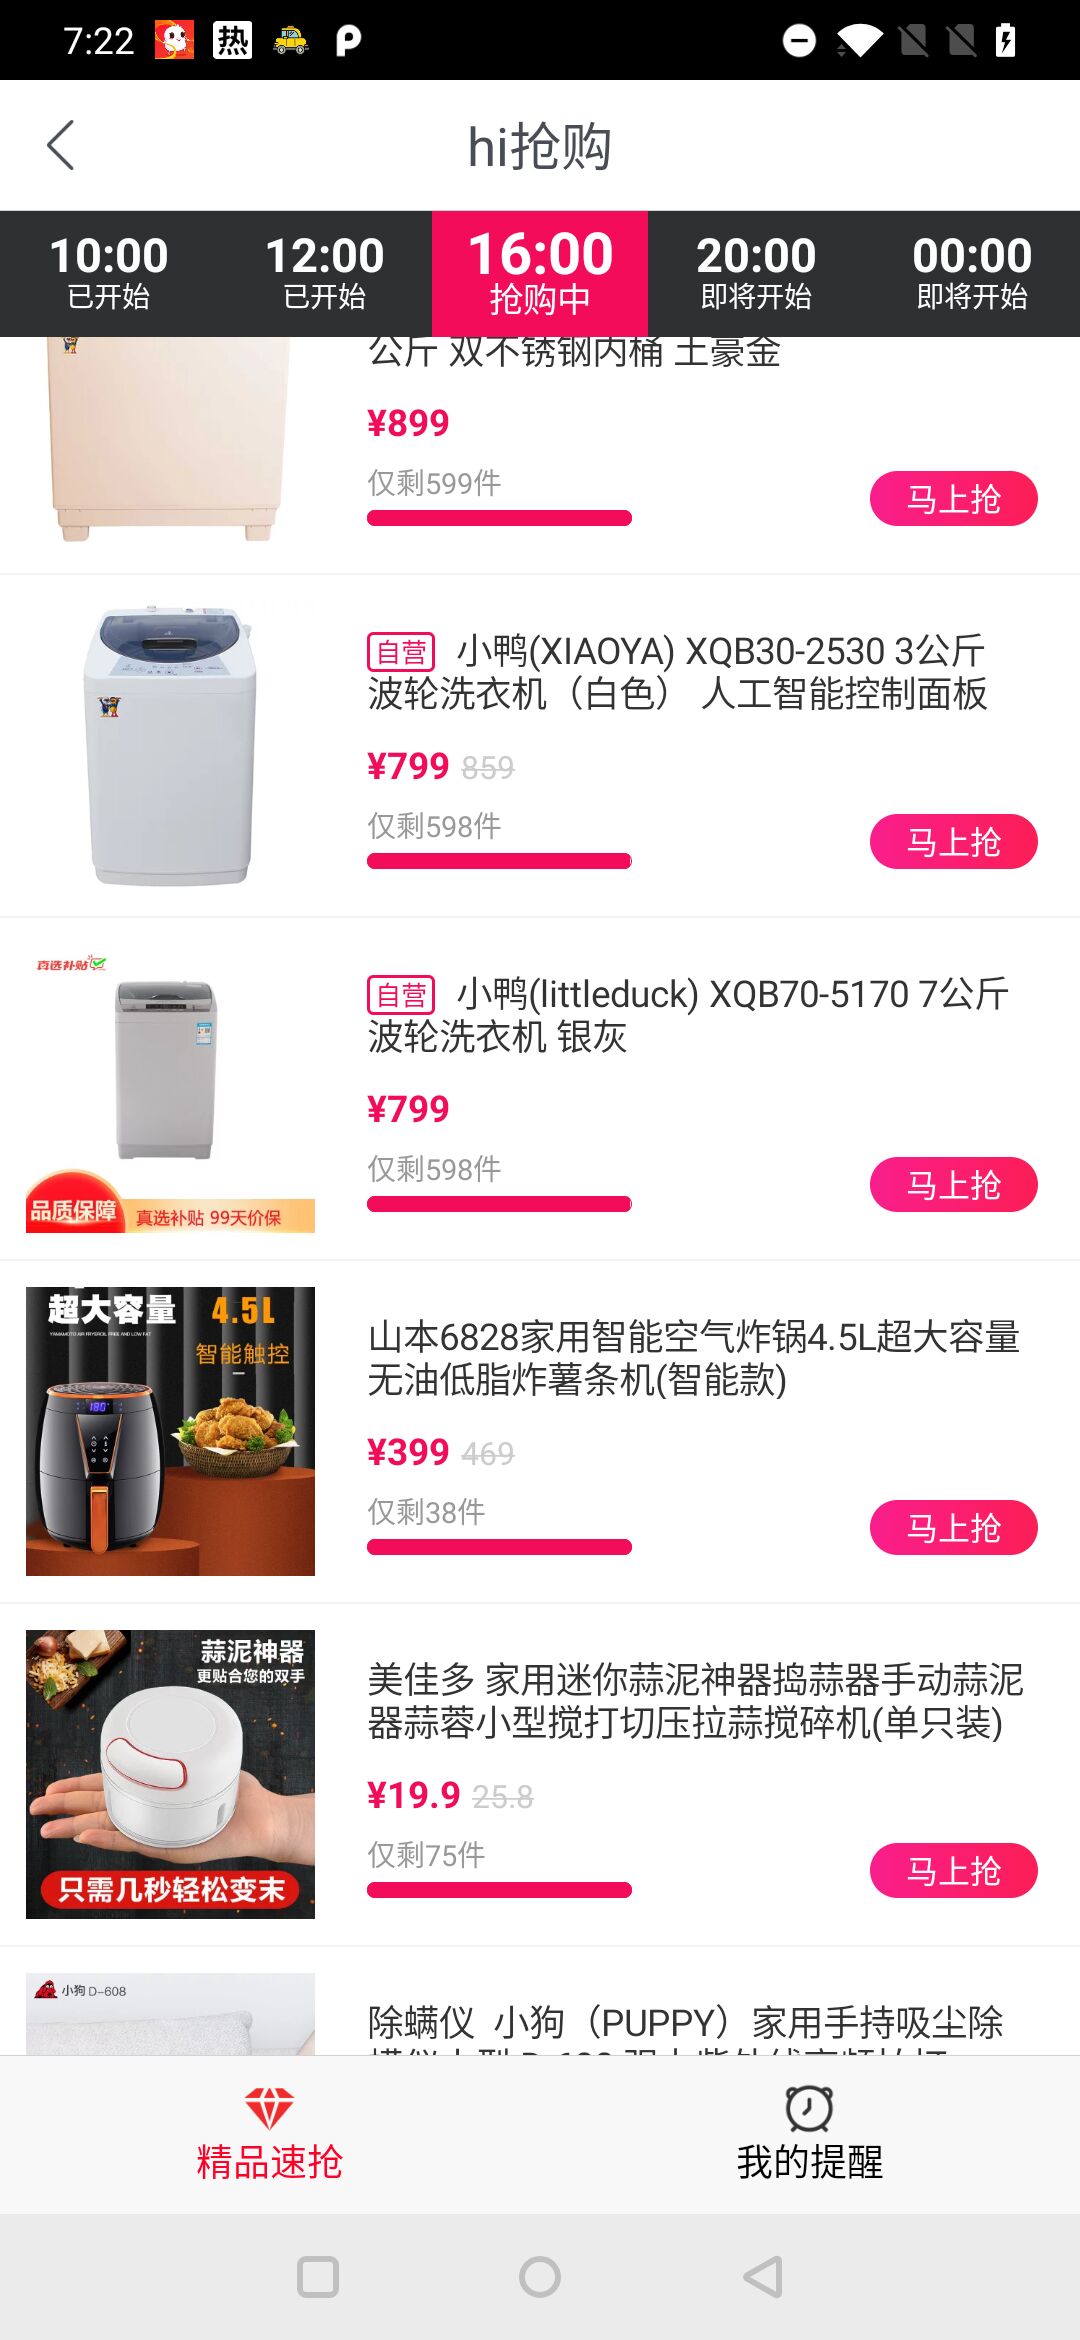 7:22
热
hi抢购
10:00
已开始
12:00
已开始
16:00
抢购中
20:00
即将开始
00:00
即将开始
公斤 双不锈钢内桶 土豪金
¥899
仅剩599件
马上抢
自营 小鸭(XIAOYA) XQB30-2530 3公斤
波轮洗衣机（白色） 人工智能控制面板
¥799 859
仅剩598件
马上抢
真选补贴
品质保障
真选补贴 99天价保
自营 小鸭(littleduck) XQB70-5170 7公斤
波轮洗衣机 银灰
¥799
仅剩598件
马上抢
超大容量 4.5L
YAMAMOTO AIR FRYER OIL FREE AND LOW FAT
智能触控
180
山本6828家用智能空气炸锅4.5L超大容量
无油低脂炸薯条机(智能款)
¥399 469
仅剩38件
马上抢
蒜泥神器
更贴合您的双手
只需几秒轻松变末
美佳多 家用迷你蒜泥神器捣蒜器手动蒜泥
器蒜蓉小型搅打切压拉蒜搅碎机(单只装)
¥19.9 25.8
仅剩75件
马上抢
小狗 D-608
除螨仪 小狗（PUPPY）家用手持吸尘除
精品速抢
我的提醒